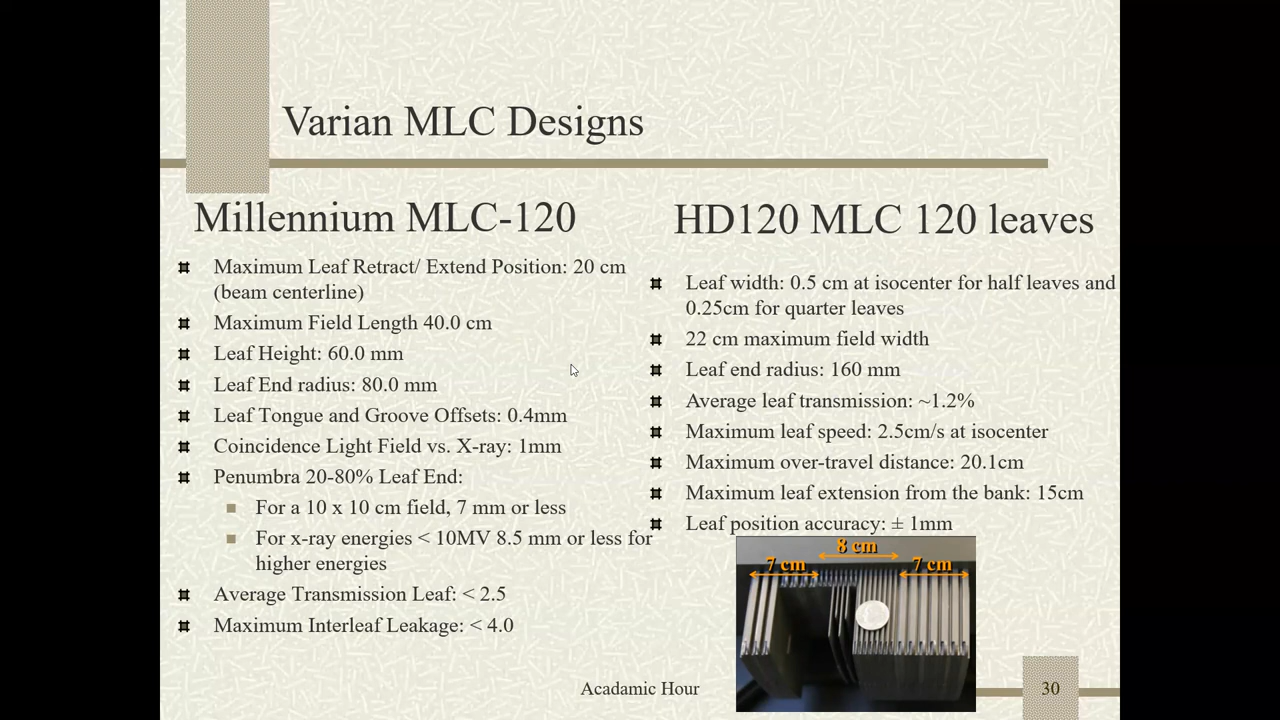 Varian MLC Designs
Millennium MLC-120
Maximum Leaf Retract/ Extend Position: 20 cm
(beam centerline)
Maximum Field Length 40.0 cm
Leaf Height: 60.0 mm
Leaf End radius: 80.0 mm
Leaf Tongue and Groove Offsets: 0.4mm
Coincidence Light Field vs. X-ray: 1mm
Penumbra 20-80% Leaf End:
For a 10 x 10 cm field, 7 mm or less
For x-ray energies < 10MV 8.5 mm or less for
higher energies
Average Transmission Leaf: < 2.5
Maximum Interleaf Leakage: < 4.0
HD120 MLC 120 leaves
Leaf width: 0.5 cm at isocenter for half leaves and
0.25cm for quarter leaves
22 cm maximum field width
Leaf end radius: 160 mm
Average leaf transmission: ~1.2%
Maximum leaf speed: 2.5cm/s at isocenter
Maximum over-travel distance: 20.1cm
Maximum leaf extension from the bank: 15cm
Leaf position accuracy: ± 1mm
7 cm
8 cm
7 cm
Acadamic Hour
30